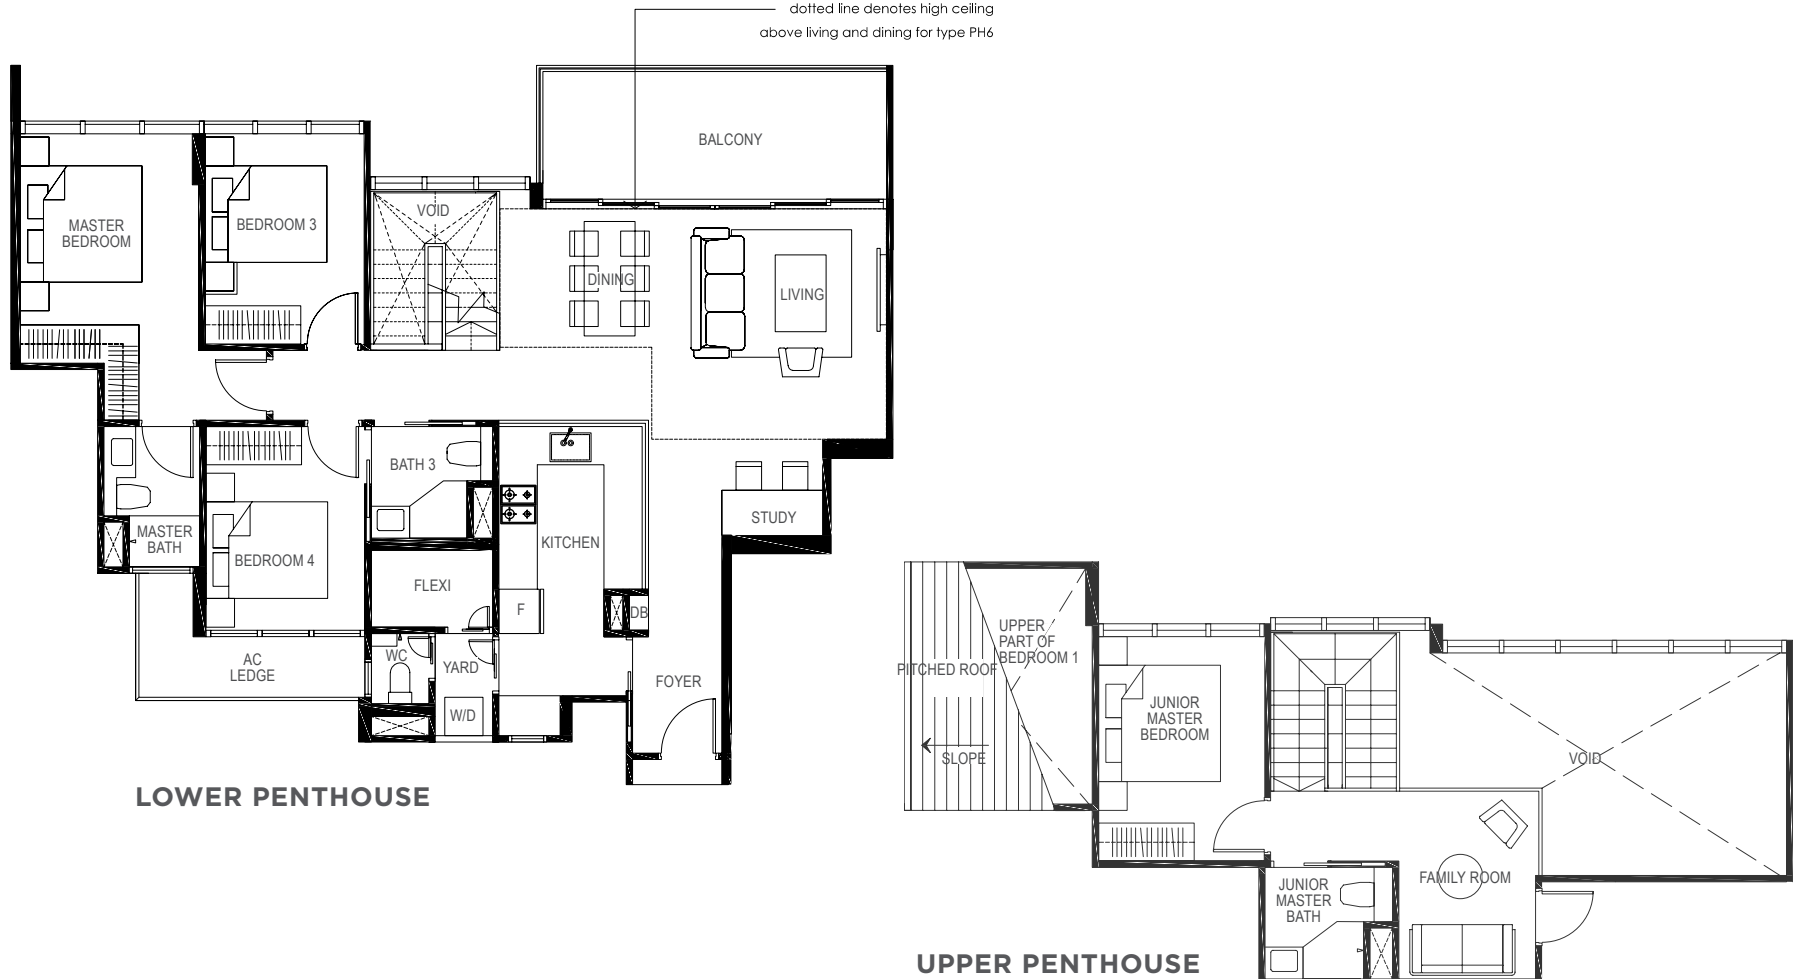 dotted line denotes high ceiling
above living and dining for type PH6
BALCONY
MASTER
BEDROOM
BEDROOM 3
VOID
DINING
LIVING
BATH 3
STUDY
MASTER
BATH
BEDROOM 4
KITCHEN
FLEXI
F
DB
WC
YARD
AC
LEDGE
FOYER
W/D
LOWER PENTHOUSE
UPPER
PART OF
BEDROOM 1
PITCHED ROOF
SLOPE
JUNIOR
MASTER
BEDROOM
VOID
FAMILY ROOM
JUNIOR
MASTER
BATH
UPPER PENTHOUSE